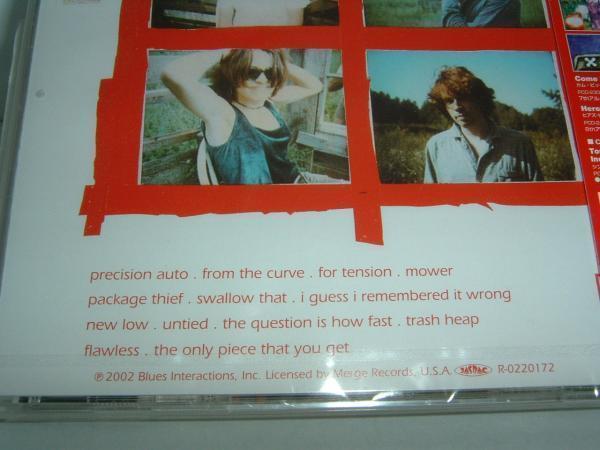 precision auto . from the curve . for tension . mower
package thief . swallow that . i guess i remembered it wrong
new low . untied . the question is how fast . trash heap
flawless . the only piece that you get
℗ 2002 Blues Interactions, Inc. Licensed by Merge Records, U.S.A. JASRAC R-0220172
Come
Hero